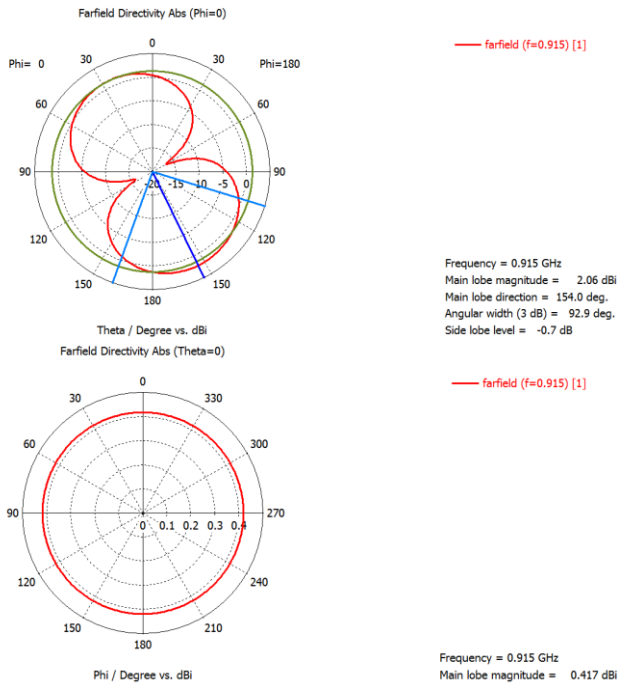 Farfield Directivity Abs (Phi=0)
farfield (f=0.915) [1]
0
30 30
Phi= 0 Phi=180
60 60
90 -20 -15 -10 -5 0 90
120 120
150 150
180
Frequency = 0.915 GHz
Main lobe magnitude = 2.06 dBi
Main lobe direction = 154.0 deg.
Angular width (3 dB) = 92.9 deg.
Side lobe level = -0.7 dB
Theta / Degree vs. dBi
Farfield Directivity Abs (Theta=0)
farfield (f=0.915) [1]
0
30 330
60 300
90 0 0.1 0.2 0.3 0.4 270
120 240
150 210
180
Frequency = 0.915 GHz
Phi / Degree vs. dBi
Main lobe magnitude = 0.417 dBi